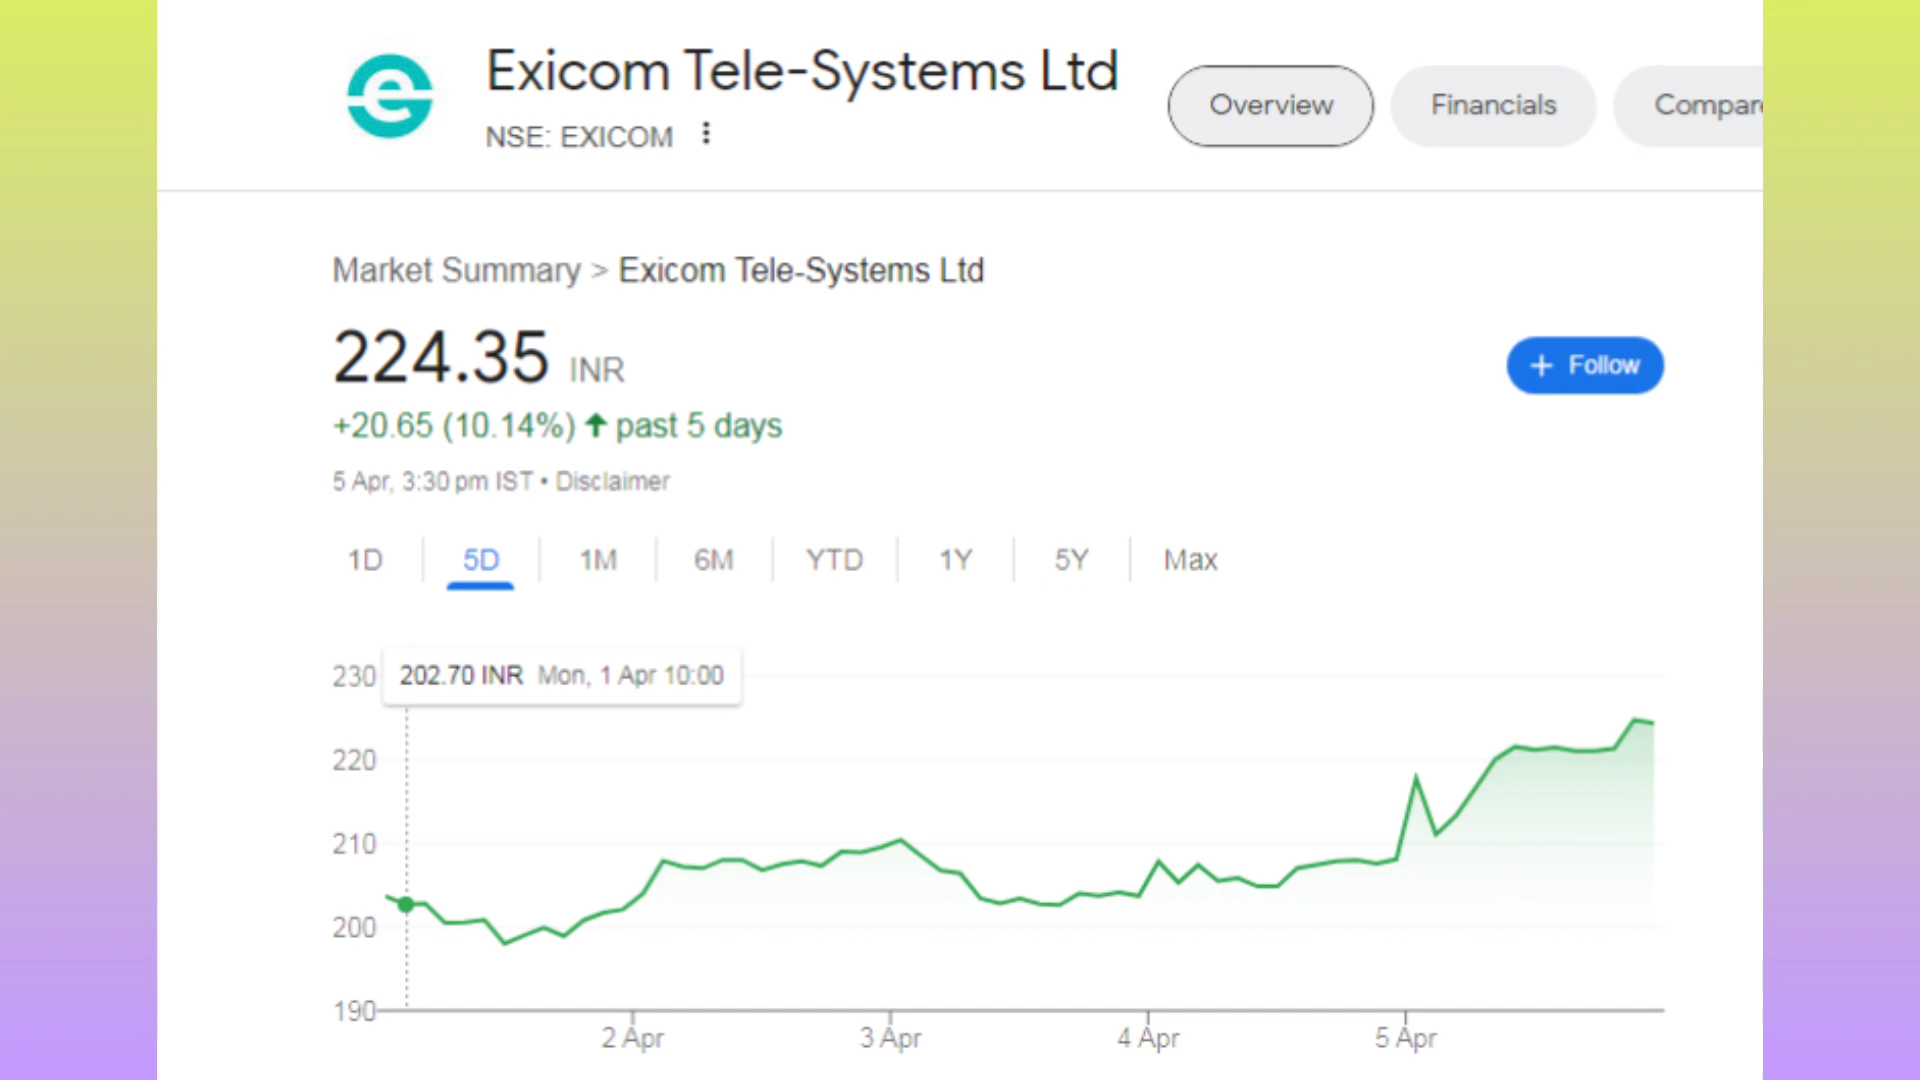 Exicom Tele-Systems Ltd
NSE: EXICOM
Overview
Financials
Compar
Market Summary > Exicom Tele-Systems Ltd
224.35 INR
+ Follow
+20.65 (10.14%) ↑ past 5 days
5 Apr, 3:30 pm IST • Disclaimer
1D 5D 1M 6M YTD 1Y 5Y Max
230
202.70 INR Mon, 1 Apr 10:00
220
210
200
190
2 Apr 3 Apr 4 Apr 5 Apr